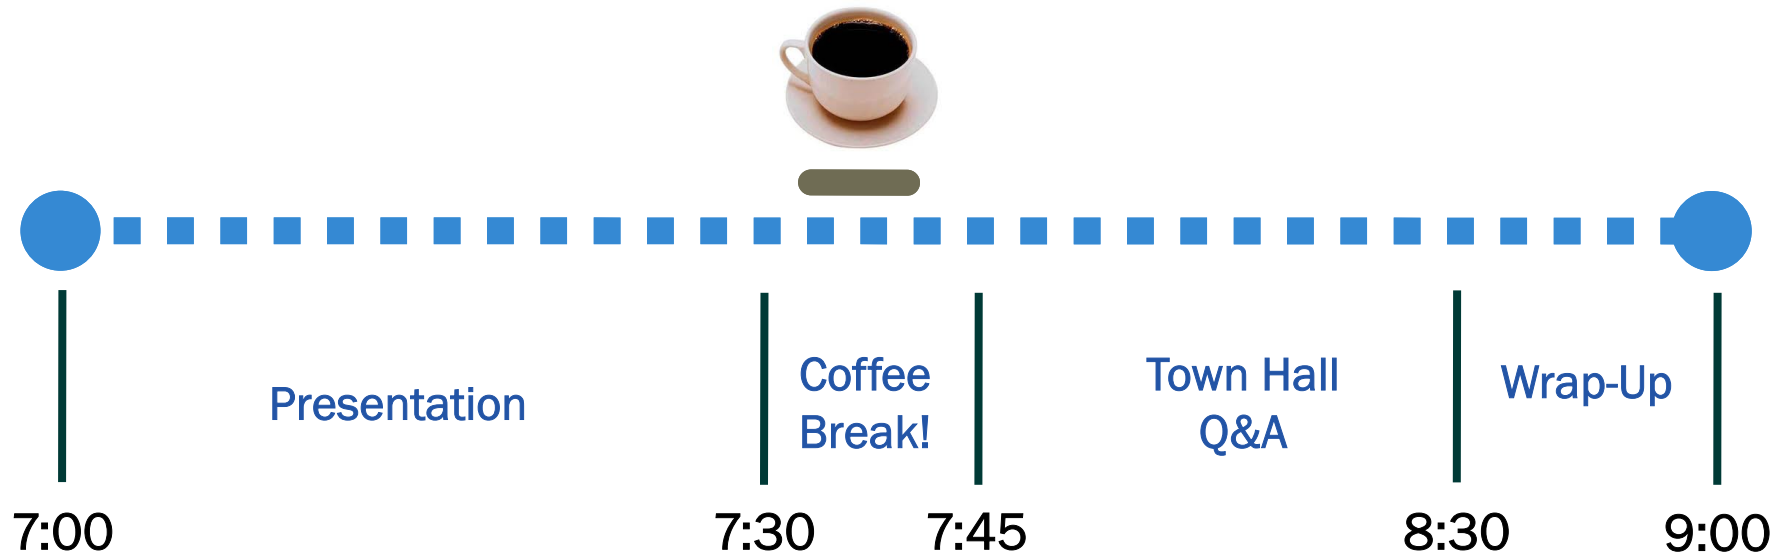 Presentation
Coffee
Break!
Town Hall
Q&A
Wrap-Up
7:00
7:30
7:45
8:30
9:00